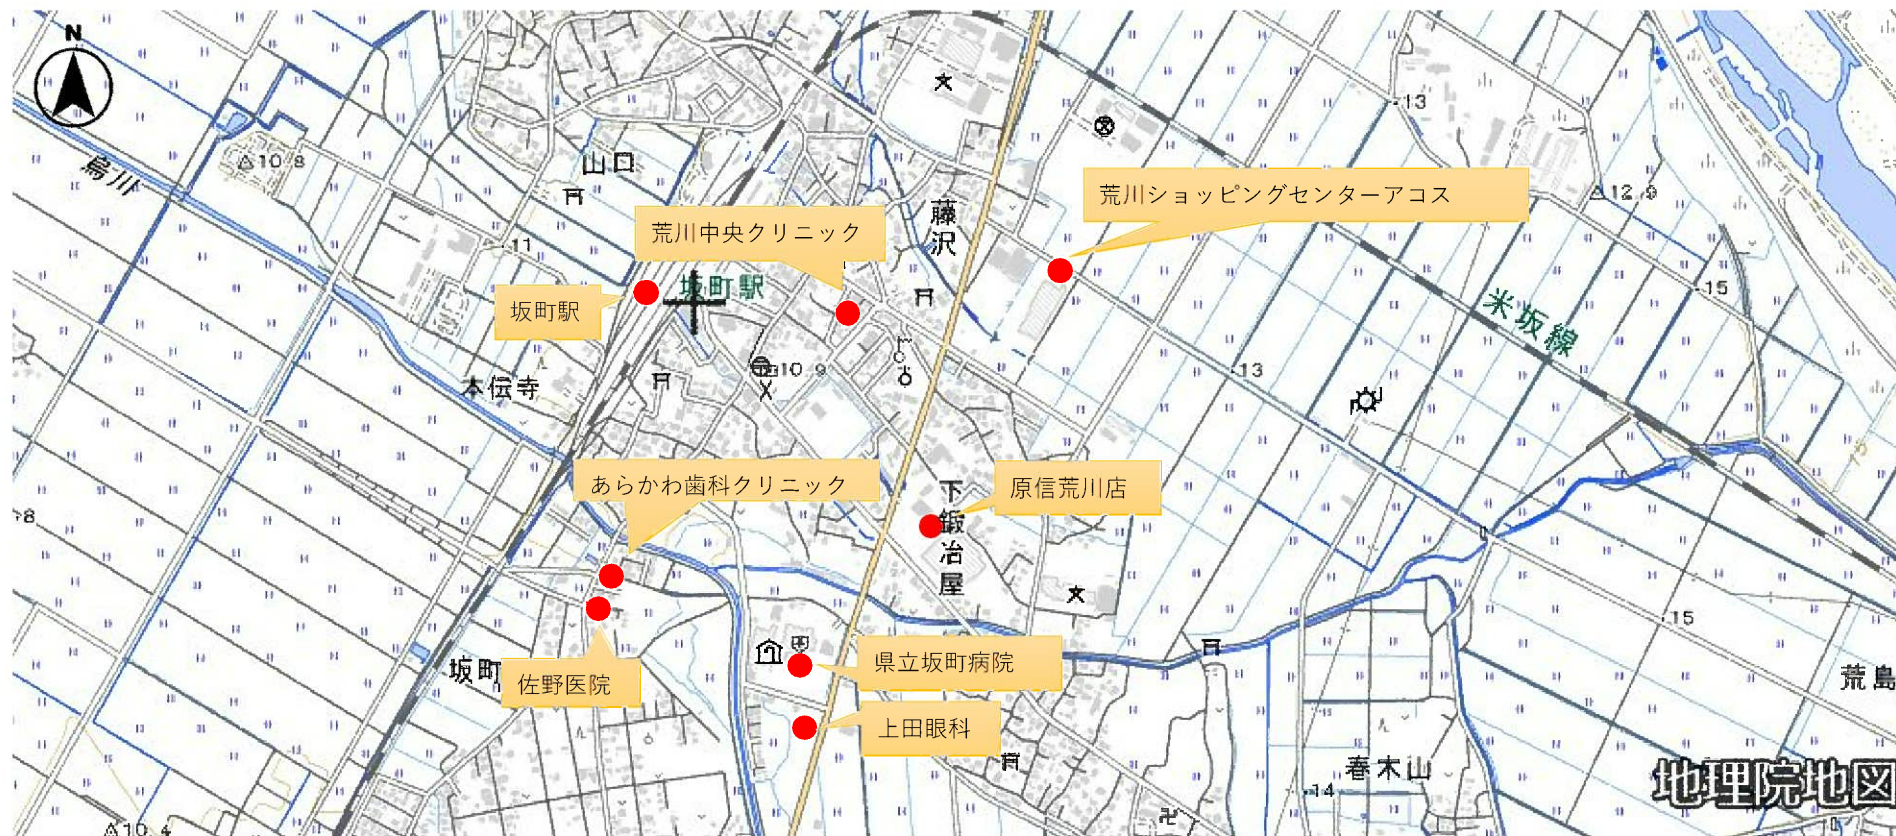 N
烏川
10.8
山口
13
12.9
荒川ショッピングセンターアコス
藤沢
荒川中央クリニック
11
坂町駅
坂町駅
15
米坂線
10.9
13
本伝寺
あらかわ歯科クリニック
原信荒川店
下鍛冶屋
8
15
県立坂町病院
坂町
佐野医院
荒島
上田眼科
春木山
14
地理院地図
10.4